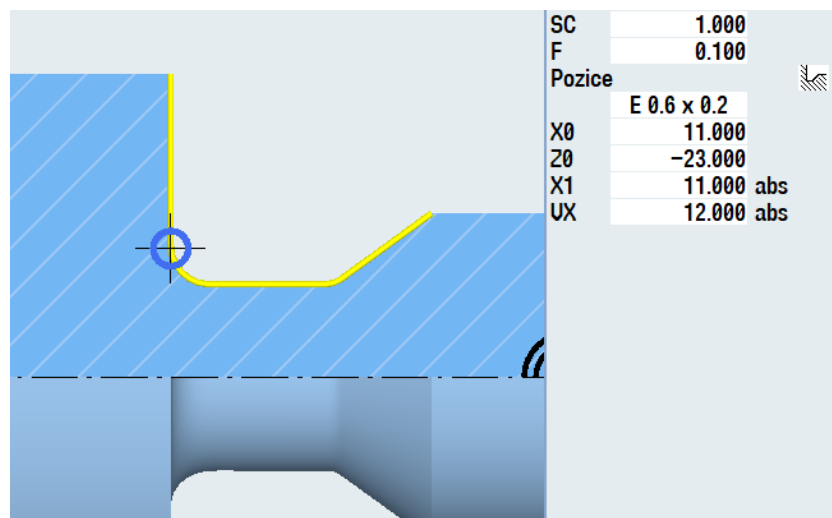 SC 1.000
F 0.100
Pozice
E 0.6 x 0.2
X0 11.000
Z0 -23.000
X1 11.000 abs
VX 12.000 abs